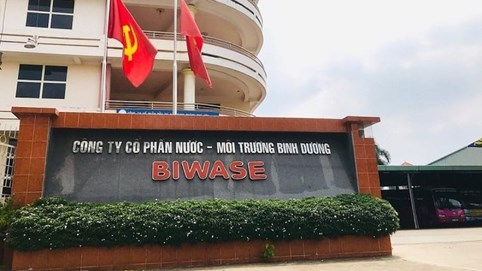 CÔNG TY CỔ PHẦN NƯỚC - MÔI TRƯỜNG BÌNH DƯƠNG
BIWASE